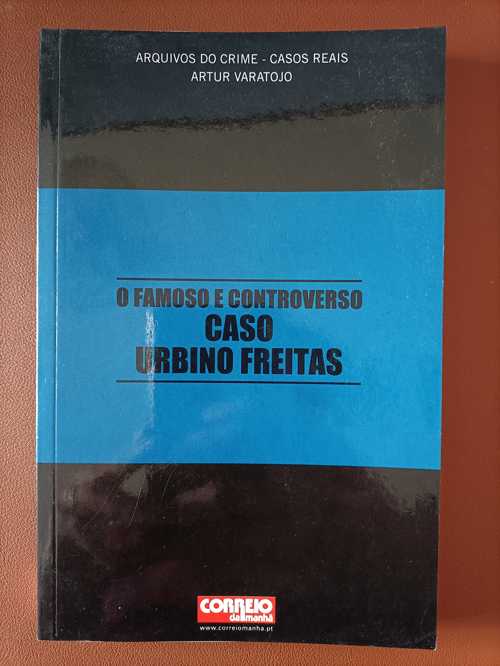 ARQUIVOS DO CRIME - CASOS REAIS
ARTUR VARATOJO
O FAMOSO E CONTROVERSO
CASO
URBINO FREITAS
CORREIO
da manhã
www.correiomanha.pt